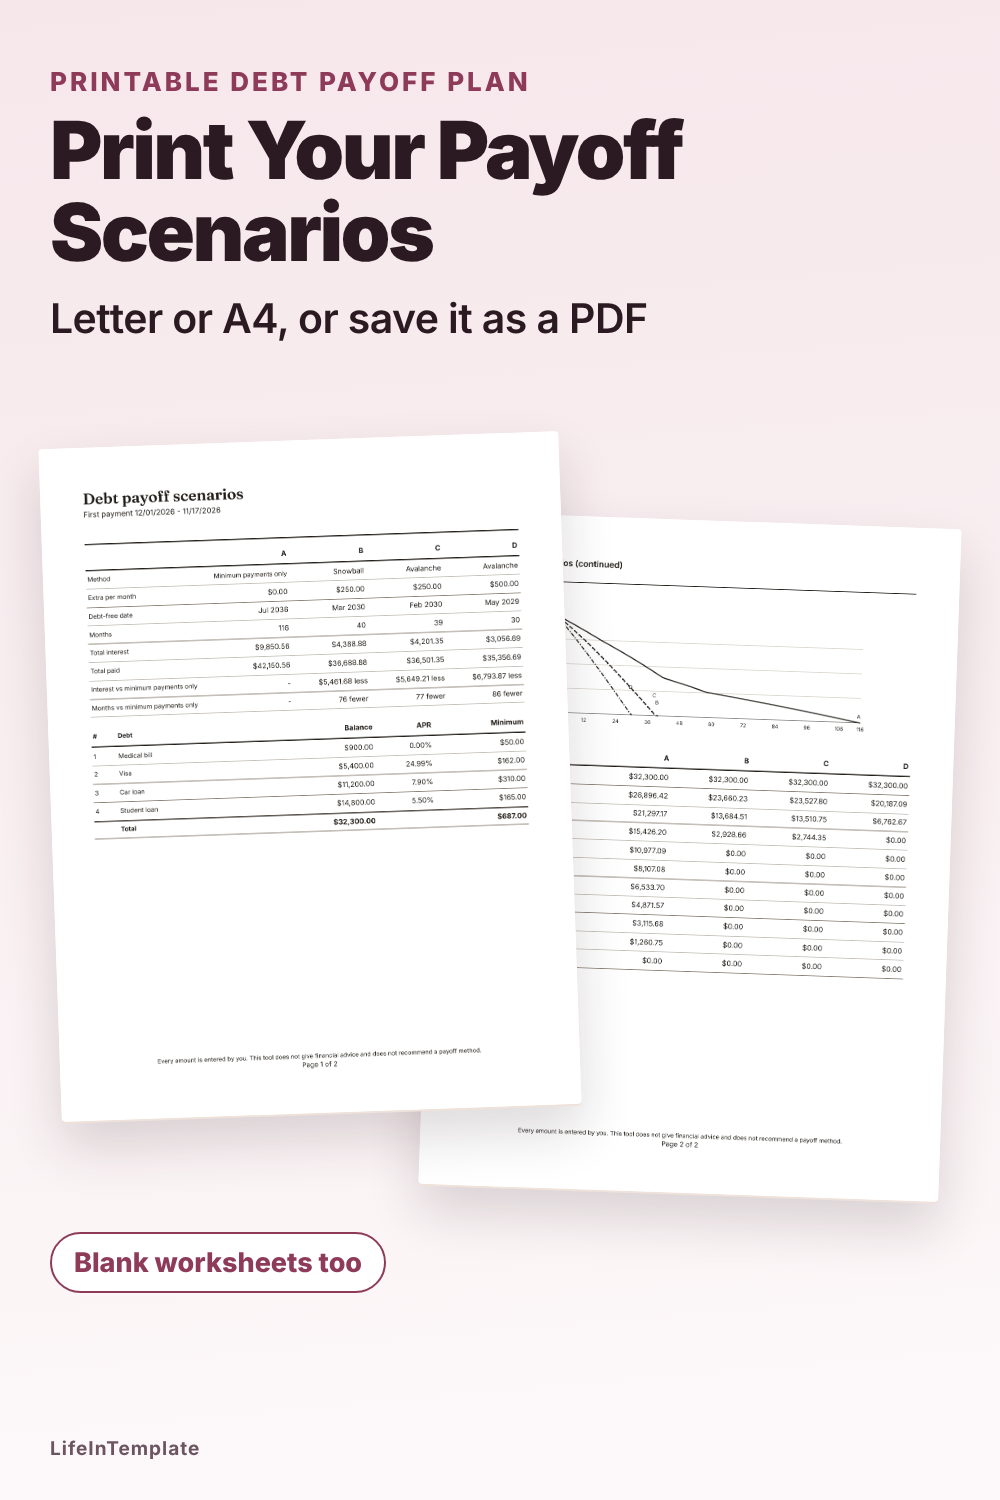 PRINTABLE DEBT PAYOFF PLAN
Print Your Payoff
Scenarios
Letter or A4, or save it as a PDF
Debt payoff scenarios
First payment 12/01/2026 - 11/17/2026
A B C D
Method Minimum payments only Snowball Avalanche Avalanche
Extra per month $0.00 $250.00 $250.00 $500.00
Debt-free date Jul 2036 Mar 2030 Feb 2030 May 2029
Months 116 40 39 30
Total interest $9,850.56 $4,388.88 $4,201.35 $3,056.69
Total paid $42,150.56 $36,688.88 $36,501.35 $35,356.69
Interest vs minimum payments only - $5,461.68 less $5,649.21 less $6,793.87 less
Months vs minimum payments only - 76 fewer 77 fewer 86 fewer
# Debt Balance APR Minimum
1 Medical bill $900.00 0.00% $50.00
2 Visa $5,400.00 24.99% $162.00
3 Car loan $11,200.00 7.90% $310.00
4 Student loan $14,800.00 5.50% $165.00
Total $32,300.00 $687.00
Every amount is entered by you. This tool does not give financial advice and does not recommend a payoff method.
Page 1 of 2
os (continued)
C
B
A
12 24 36 48 60 72 84 96 108 116
A B C D
$32,300.00 $32,300.00 $32,300.00 $32,300.00
$26,896.42 $23,660.23 $23,527.80 $20,187.09
$21,297.17 $13,684.51 $13,510.75 $6,762.67
$15,426.20 $2,928.66 $2,744.35 $0.00
$10,977.09 $0.00 $0.00 $0.00
$8,107.08 $0.00 $0.00 $0.00
$6,533.70 $0.00 $0.00 $0.00
$4,871.57 $0.00 $0.00 $0.00
$3,115.68 $0.00 $0.00 $0.00
$1,260.75 $0.00 $0.00 $0.00
$0.00 $0.00 $0.00 $0.00
Every amount is entered by you. This tool does not give financial advice and does not recommend a payoff method.
Page 2 of 2
Blank worksheets too
LifeInTemplate